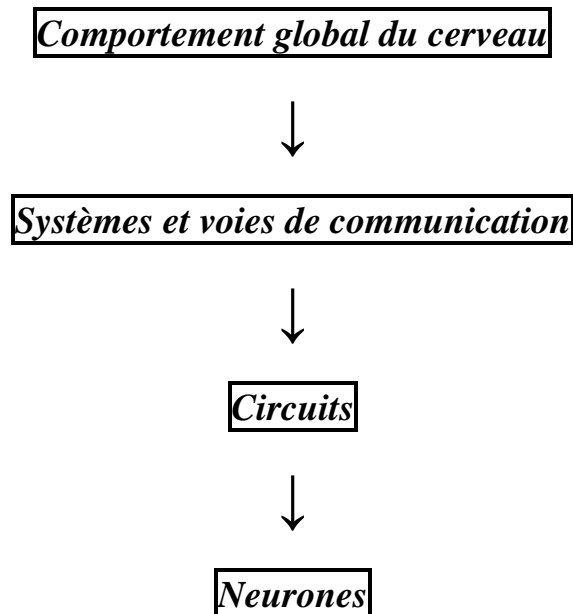 Comportement global du cerveau
Systèmes et voies de communication
Circuits
Neurones